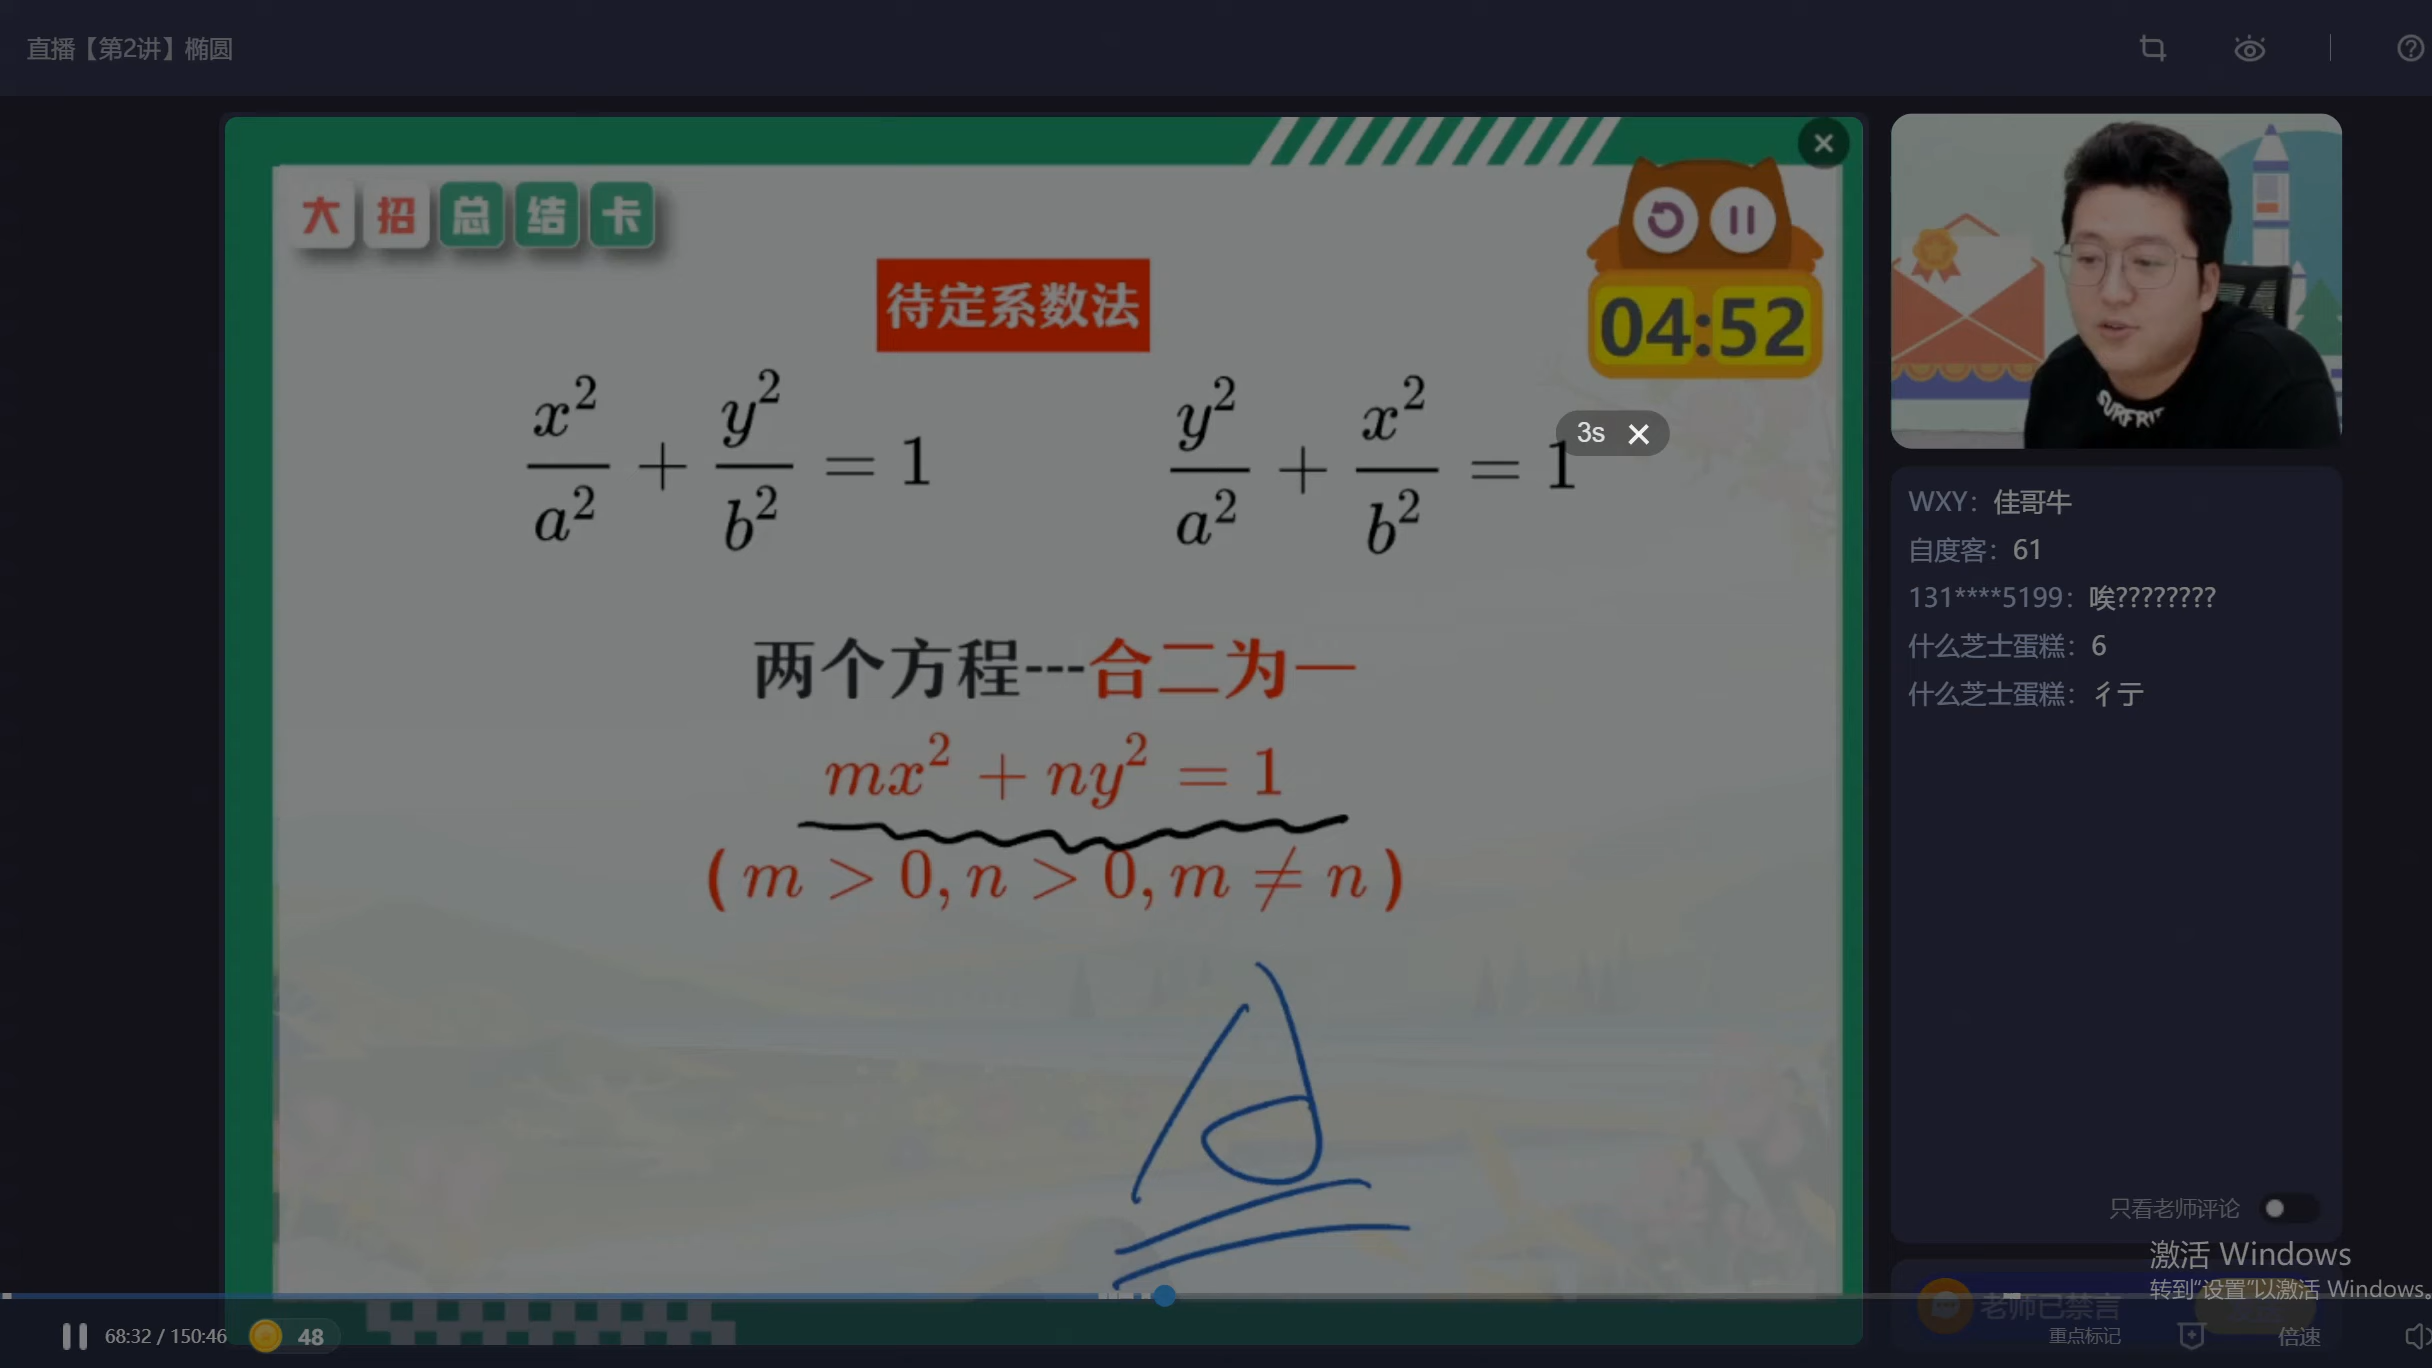 直播【第2讲】椭圆
大招总结卡
待定系数法
04:52
x²/a² + y²/b² = 1
y²/a² + x²/b² = 1
3s
两个方程---合二为一
mx² + ny² = 1
(m > 0, n > 0, m ≠ n)
SURFRIT
WXY：佳哥牛
自度客：61
131****5199：唉????????
什么芝士蛋糕：6
什么芝士蛋糕：彳亍
只看老师评论
激活 Windows
转到"设置"以激活 Windows。
老师已禁言
68:32 / 150:46
48
重点标记
倍速